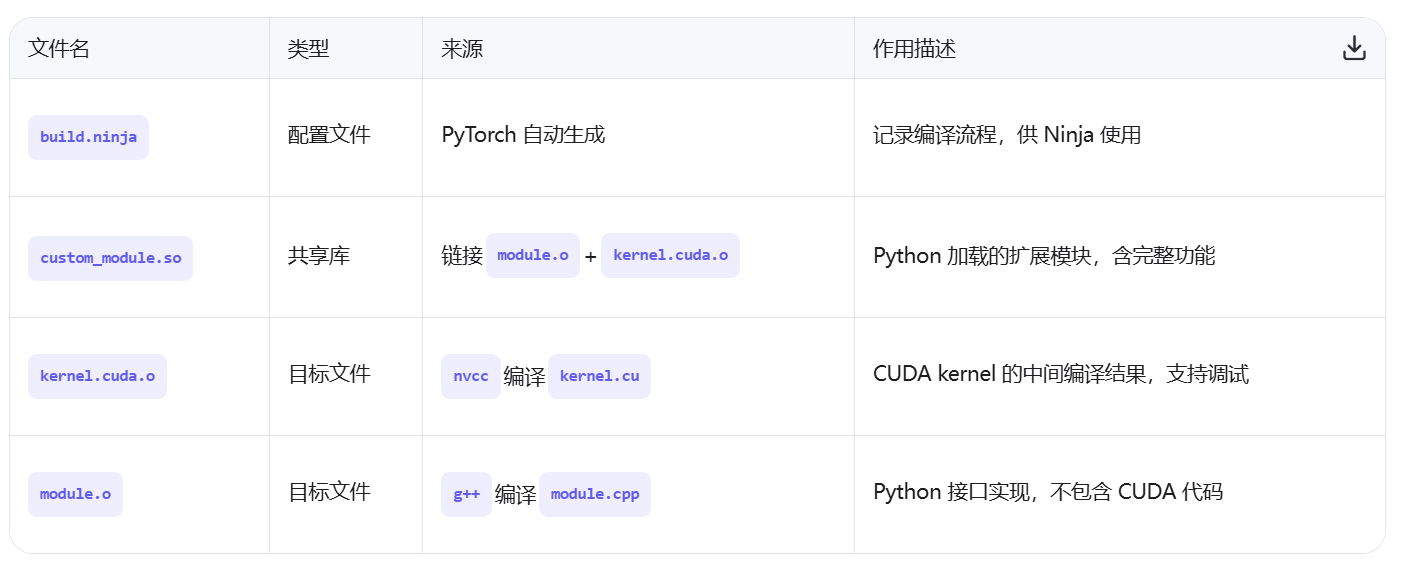 文件名 类型 来源 作用描述
build.ninja 配置文件 PyTorch 自动生成 记录编译流程，供 Ninja 使用
custom_module.so 共享库 链接 module.o + kernel.cuda.o Python 加载的扩展模块，含完整功能
kernel.cuda.o 目标文件 nvcc 编译 kernel.cu CUDA kernel 的中间编译结果，支持调试
module.o 目标文件 g++ 编译 module.cpp Python 接口实现，不包含 CUDA 代码